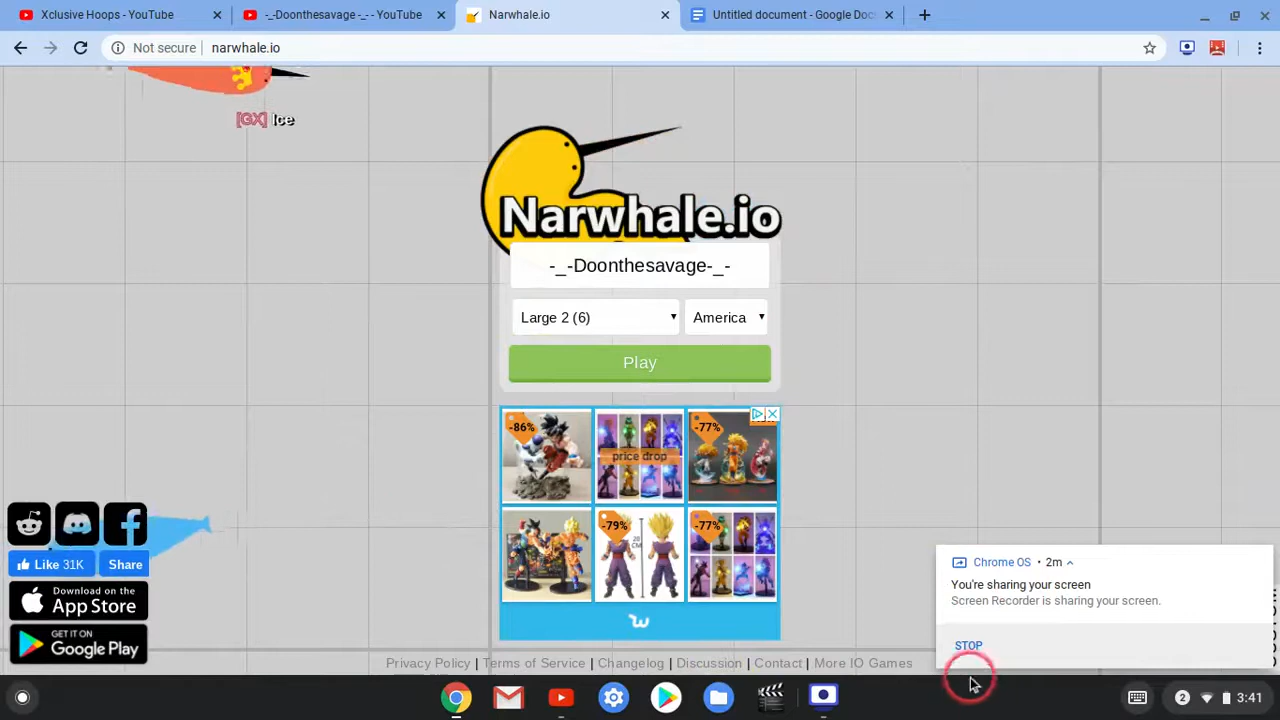 Xclusive Hoops - YouTube
-_-Doonthesavage -_-- YouTube
Narwhale.io
Untitled document - Google Docs
Not secure
narwhale.io
[GX] Ice
Narwhale.io
-_-Doonthesavage-_-
Large 2 (6)
America
Play
-86%
price drop
-77%
-79%
-77%
Like 31K
Share
Download on the
App Store
GET IT ON
Google Play
Chrome OS • 2m
You're sharing your screen
Screen Recorder is sharing your screen.
STOP
Privacy Policy | Terms of Service | Changelog | Discussion | Contact | More IO Games
2
3:41